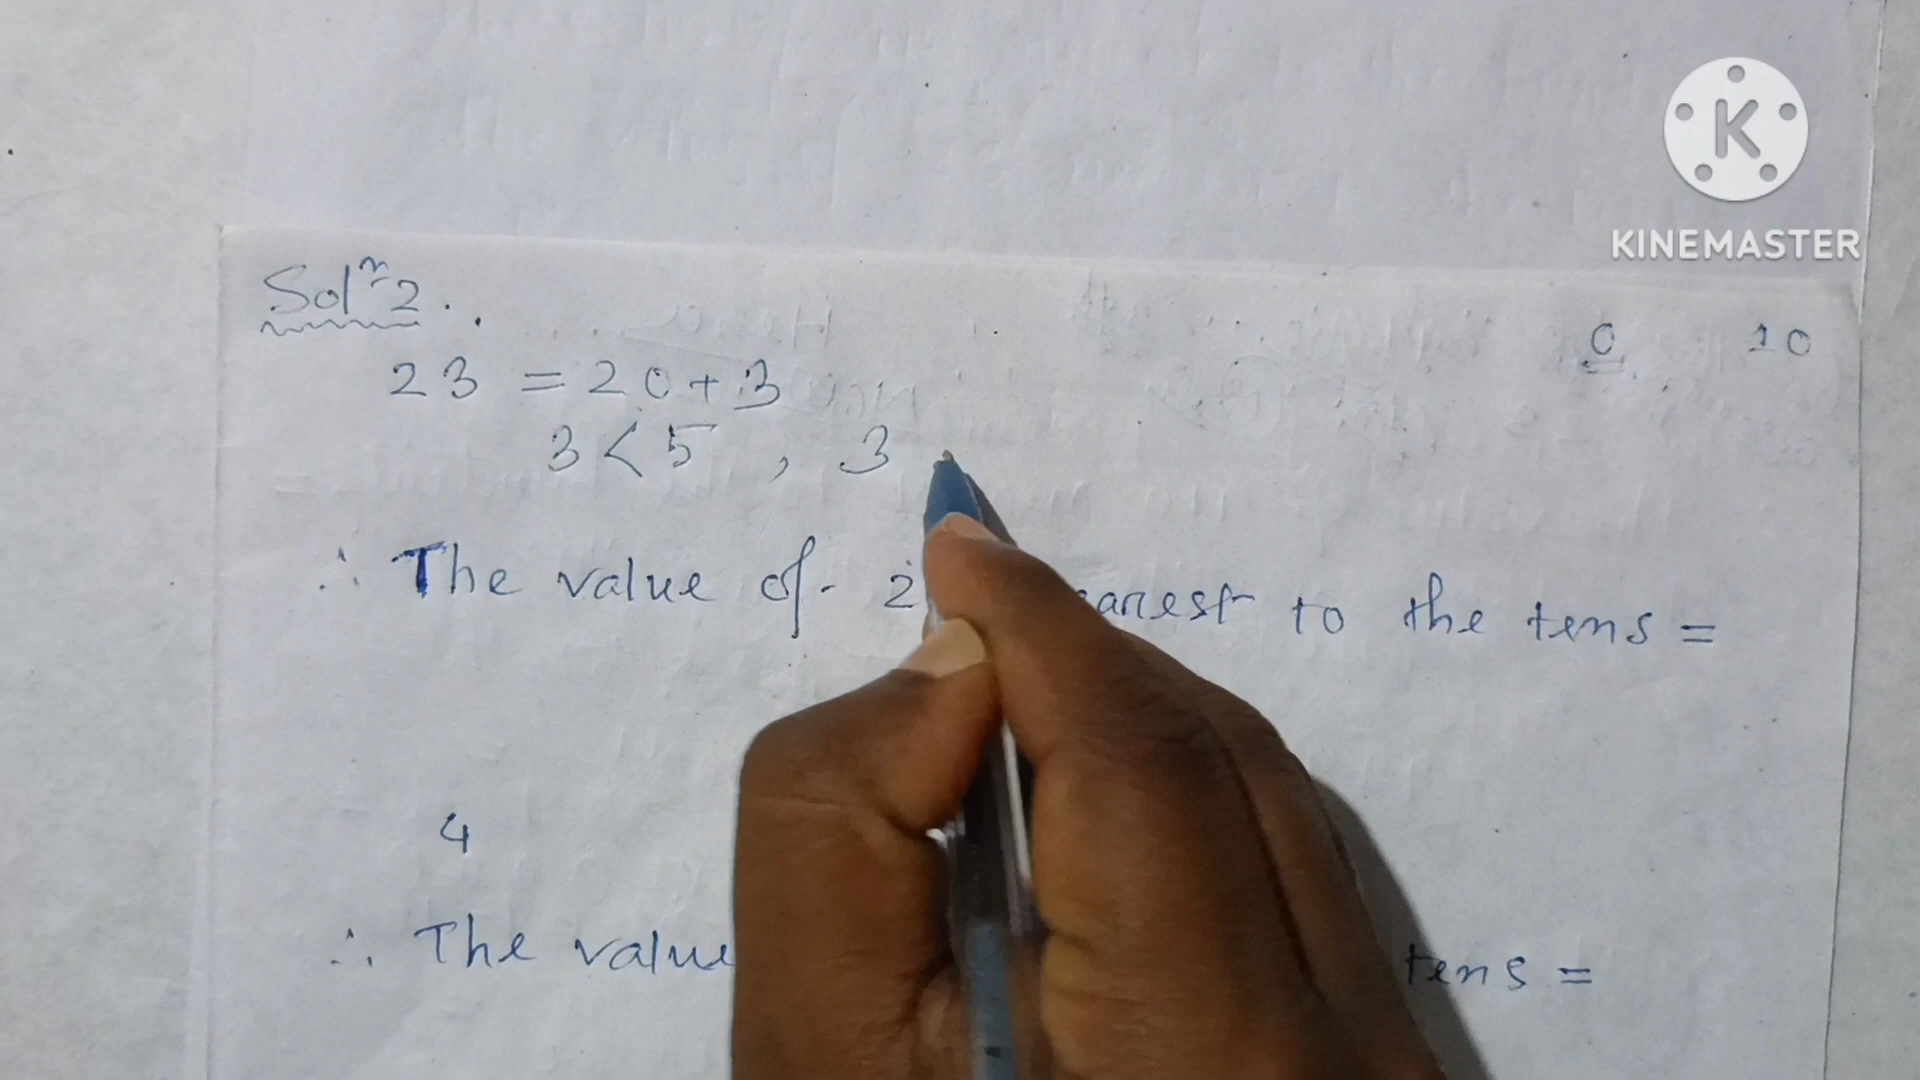 K
KINEMASTER
Solⁿ 2.
0 10
23 = 20 + 3
3 < 5 , 3
∴ The value of 2 to the tens =
4
∴ The value tens =